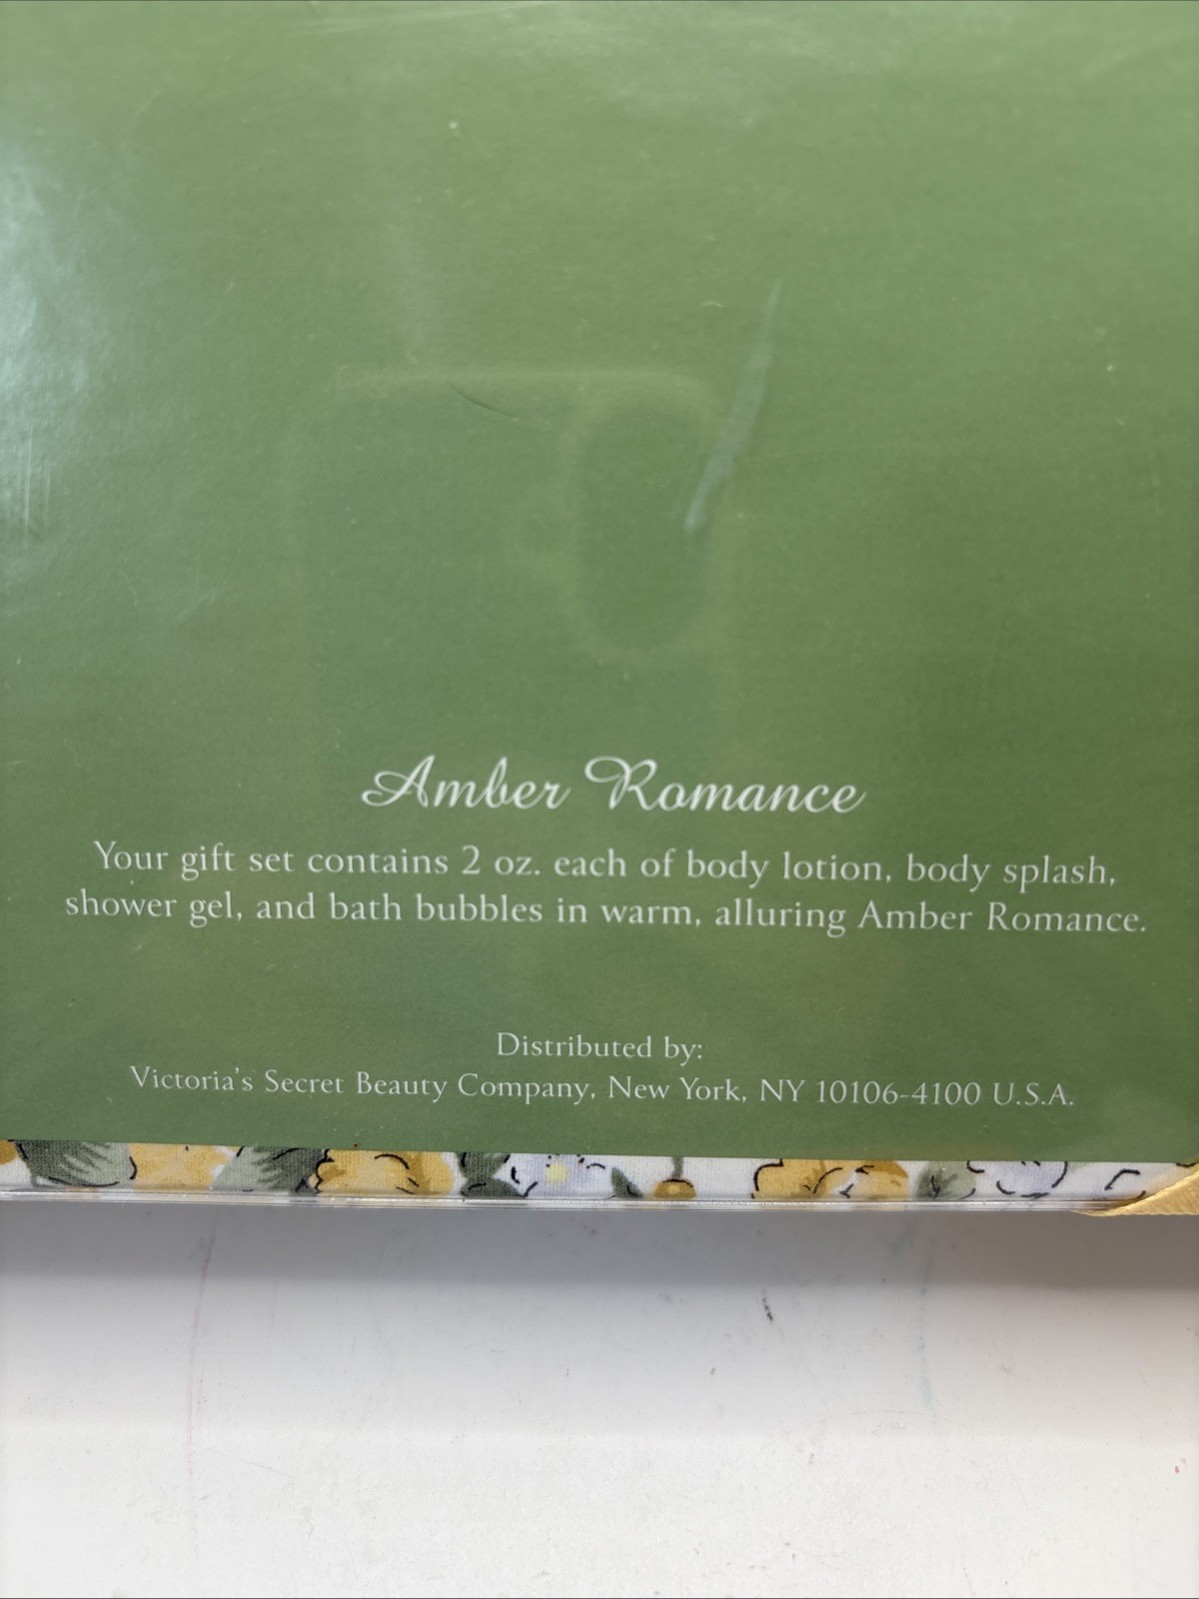 Amber Romance
Your gift set contains 2 oz. each of body lotion, body splash,
shower gel, and bath bubbles in warm, alluring Amber Romance.
Distributed by:
Victoria's Secret Beauty Company, New York, NY 10106-4100 U.S.A.